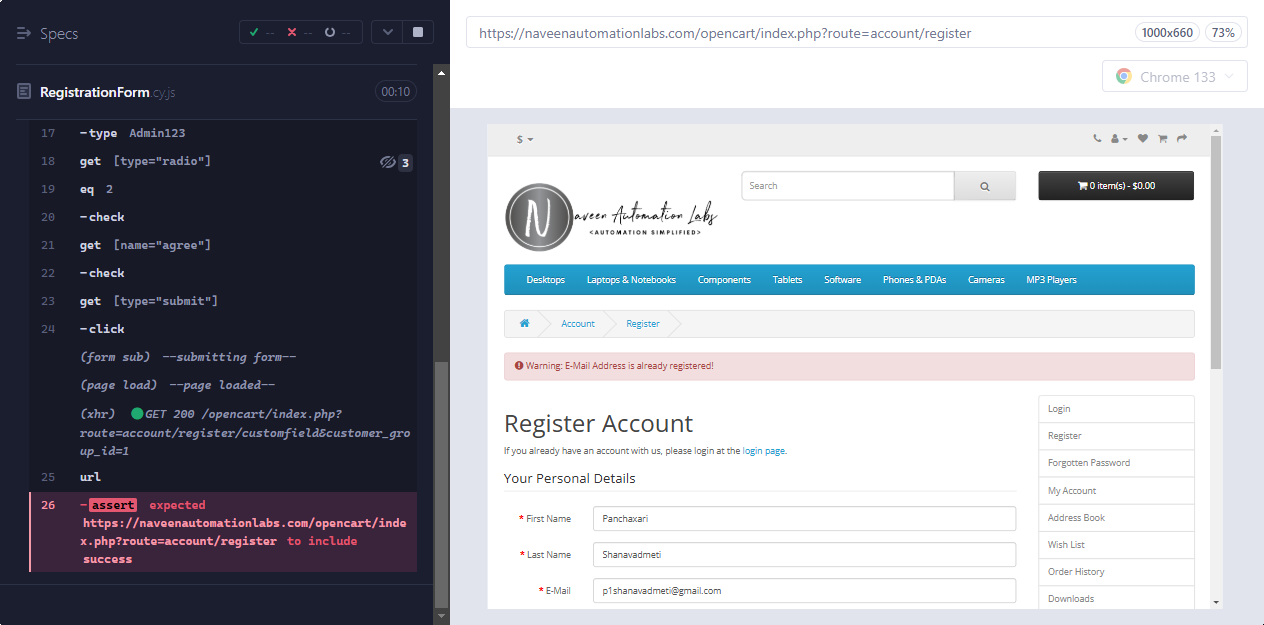 Specs
-- -- --
RegistrationForm.cy.js
00:10
17 -type Admin123
18 get [type="radio"] 3
19 eq 2
20 -check
21 get [name="agree"]
22 -check
23 get [type="submit"]
24 -click
(form sub) --submitting form--
(page load) --page loaded--
(xhr) GET 200 /opencart/index.php?
route=account/register/customfield&customer_gro
up_id=1
25 url
26 -assert expected
https://naveenautomationlabs.com/opencart/inde
x.php?route=account/register to include
success
https://naveenautomationlabs.com/opencart/index.php?route=account/register
1000x660
73%
Chrome 133
$
N aveen Automation Labs
<AUTOMATION SIMPLIFIED>
Search
0 item(s) - $0.00
Desktops Laptops & Notebooks Components Tablets Software Phones & PDAs Cameras MP3 Players
Account Register
Warning: E-Mail Address is already registered!
Register Account
If you already have an account with us, please login at the login page.
Your Personal Details
* First Name Panchaxari
* Last Name Shanavadmeti
* E-Mail p1shanavadmeti@gmail.com
Login
Register
Forgotten Password
My Account
Address Book
Wish List
Order History
Downloads